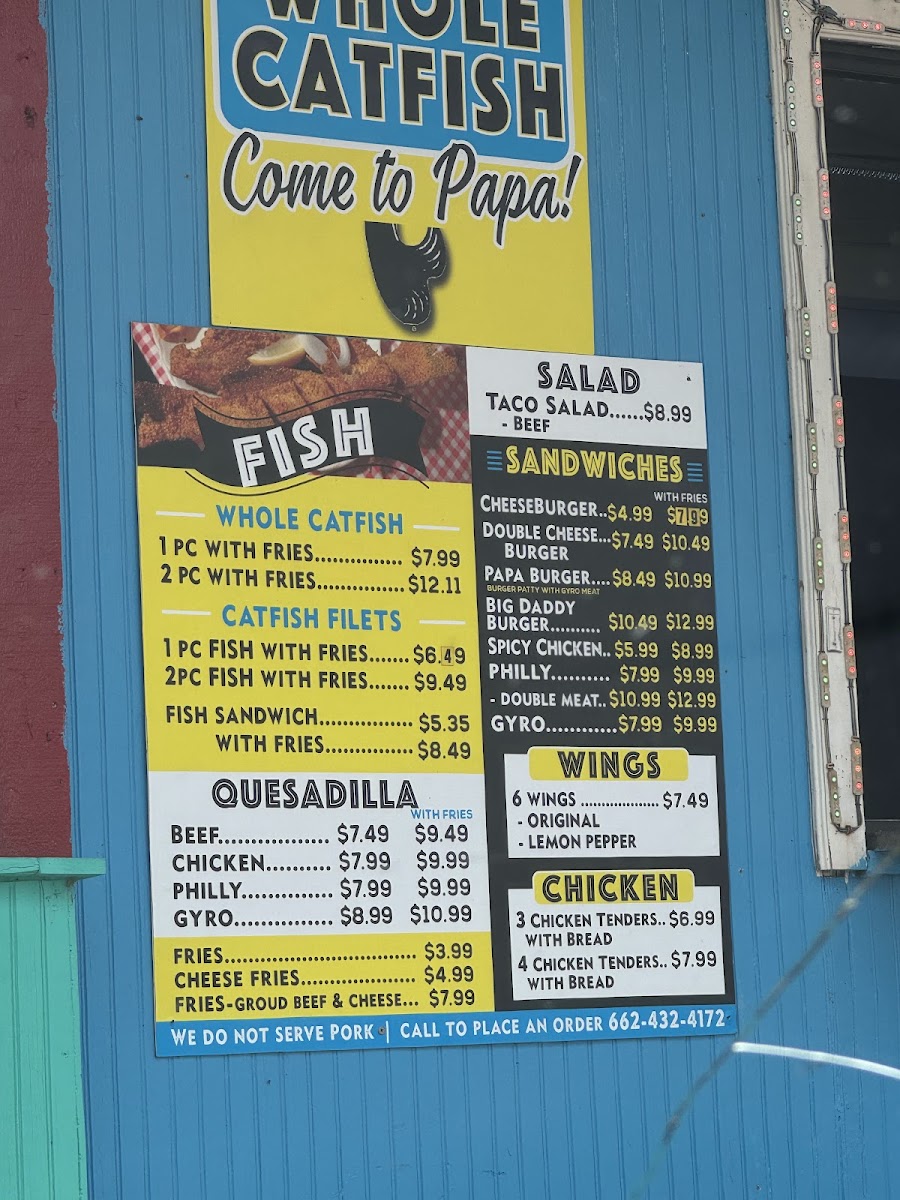 WHOLE
CATFISH
Come to Papa!
FISH
WHOLE CATFISH
1 PC WITH FRIES............... $7.99
2 PC WITH FRIES.............. $12.11
CATFISH FILETS
1 PC FISH WITH FRIES....... $6.49
2PC FISH WITH FRIES....... $9.49
FISH SANDWICH................ $5.35
WITH FRIES............... $8.49
QUESADILLA
WITH FRIES
BEEF.................. $7.49 $9.49
CHICKEN........... $7.99 $9.99
PHILLY.............. $7.99 $9.99
GYRO............... $8.99 $10.99
FRIES................................ $3.99
CHEESE FRIES.................. $4.99
FRIES-GROUD BEEF & CHEESE... $7.99
SALAD
TACO SALAD......$8.99
- BEEF
SANDWICHES
WITH FRIES
CHEESEBURGER..$4.99 $7.99
DOUBLE CHEESE...$7.49 $10.49
BURGER
PAPA BURGER....$8.49 $10.99
BURGER PATTY WITH GYRO MEAT
BIG DADDY
BURGER.......... $10.49 $12.99
SPICY CHICKEN.. $5.99 $8.99
PHILLY.......... $7.99 $9.99
- DOUBLE MEAT.. $10.99 $12.99
GYRO.............$7.99 $9.99
WINGS
6 WINGS ................... $7.49
- ORIGINAL
- LEMON PEPPER
CHICKEN
3 CHICKEN TENDERS.. $6.99
WITH BREAD
4 CHICKEN TENDERS.. $7.99
WITH BREAD
WE DO NOT SERVE PORK | CALL TO PLACE AN ORDER 662-432-4172